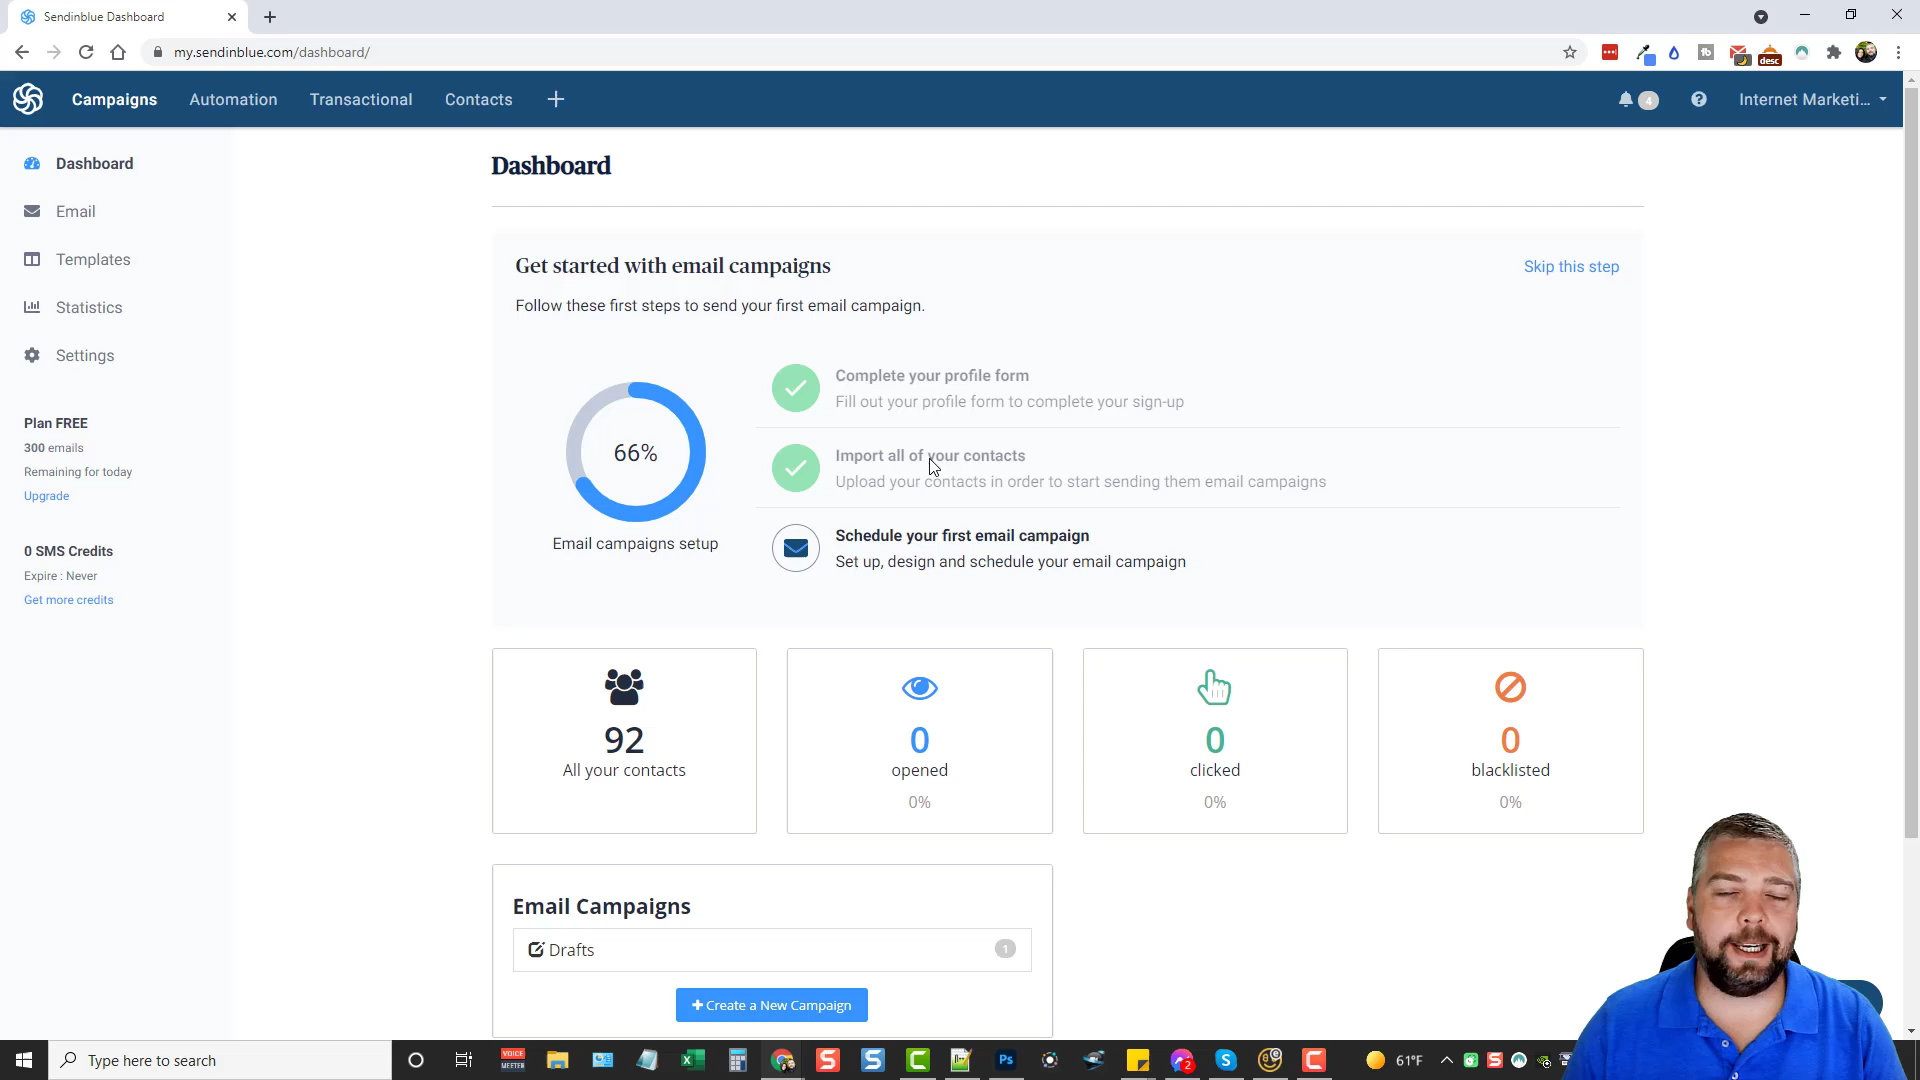 Sendinblue Dashboard
my.sendinblue.com/dashboard/
desc
Campaigns Automation Transactional Contacts
4 Internet Marketi...
Dashboard
Email
Templates
Statistics
Settings
Plan FREE
300 emails
Remaining for today
Upgrade
0 SMS Credits
Expire : Never
Get more credits
Dashboard
Get started with email campaigns
Skip this step
Follow these first steps to send your first email campaign.
66%
Email campaigns setup
Complete your profile form
Fill out your profile form to complete your sign-up
Import all of your contacts
Upload your contacts in order to start sending them email campaigns
Schedule your first email campaign
Set up, design and schedule your email campaign
92
All your contacts
0
opened
0%
0
clicked
0%
0
blacklisted
0%
Email Campaigns
Drafts 1
Create a New Campaign
Type here to search
VOICE
MEETER
Ps
2
61°F